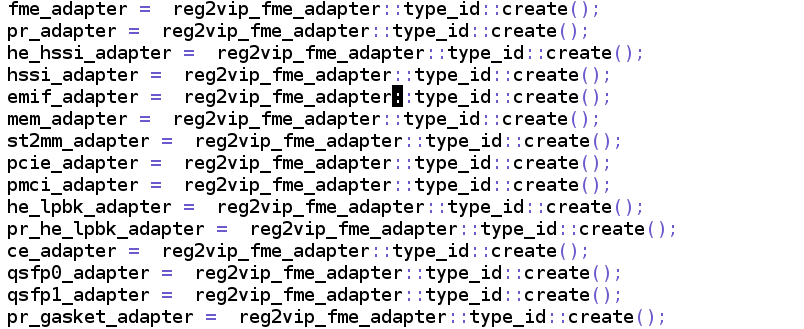 fme_adapter =  reg2vip_fme_adapter::type_id::create();
pr_adapter =  reg2vip_fme_adapter::type_id::create();
he_hssi_adapter =  reg2vip_fme_adapter::type_id::create();
hssi_adapter =  reg2vip_fme_adapter::type_id::create();
emif_adapter =  reg2vip_fme_adapter::type_id::create();
mem_adapter =  reg2vip_fme_adapter::type_id::create();
st2mm_adapter =  reg2vip_fme_adapter::type_id::create();
pcie_adapter =  reg2vip_fme_adapter::type_id::create();
pmci_adapter =  reg2vip_fme_adapter::type_id::create();
he_lpbk_adapter =  reg2vip_fme_adapter::type_id::create();
pr_he_lpbk_adapter =  reg2vip_fme_adapter::type_id::create();
ce_adapter =  reg2vip_fme_adapter::type_id::create();
qsfp0_adapter =  reg2vip_fme_adapter::type_id::create();
qsfp1_adapter =  reg2vip_fme_adapter::type_id::create();
pr_gasket_adapter =  reg2vip_fme_adapter::type_id::create();